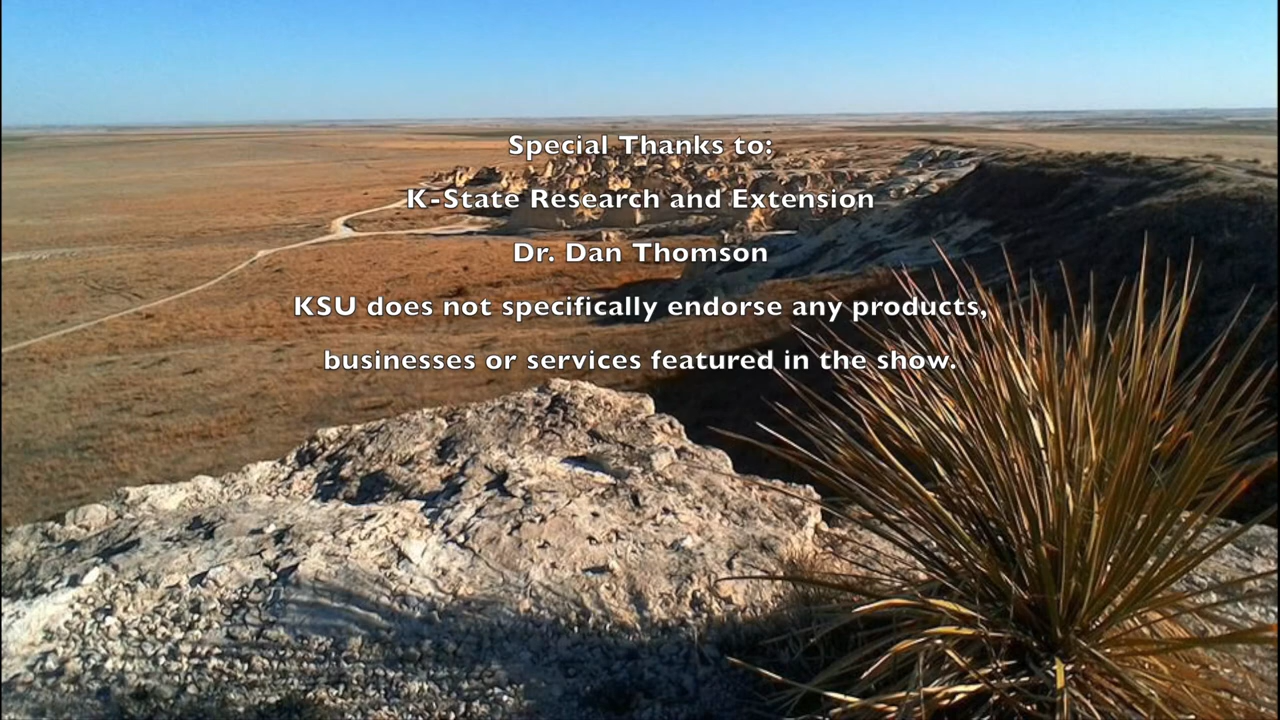 Special Thanks to:
K-State Research and Extension
Dr. Dan Thomson
KSU does not specifically endorse any products,
businesses or services featured in the show.